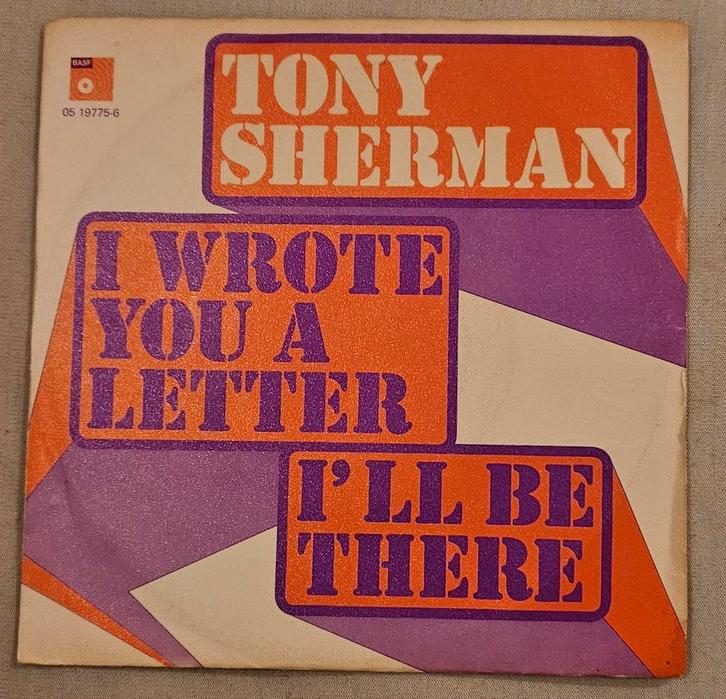 BASF
05 19775-6
TONY
SHERMAN
I WROTE
YOU A
LETTER
I'LL BE
THERE